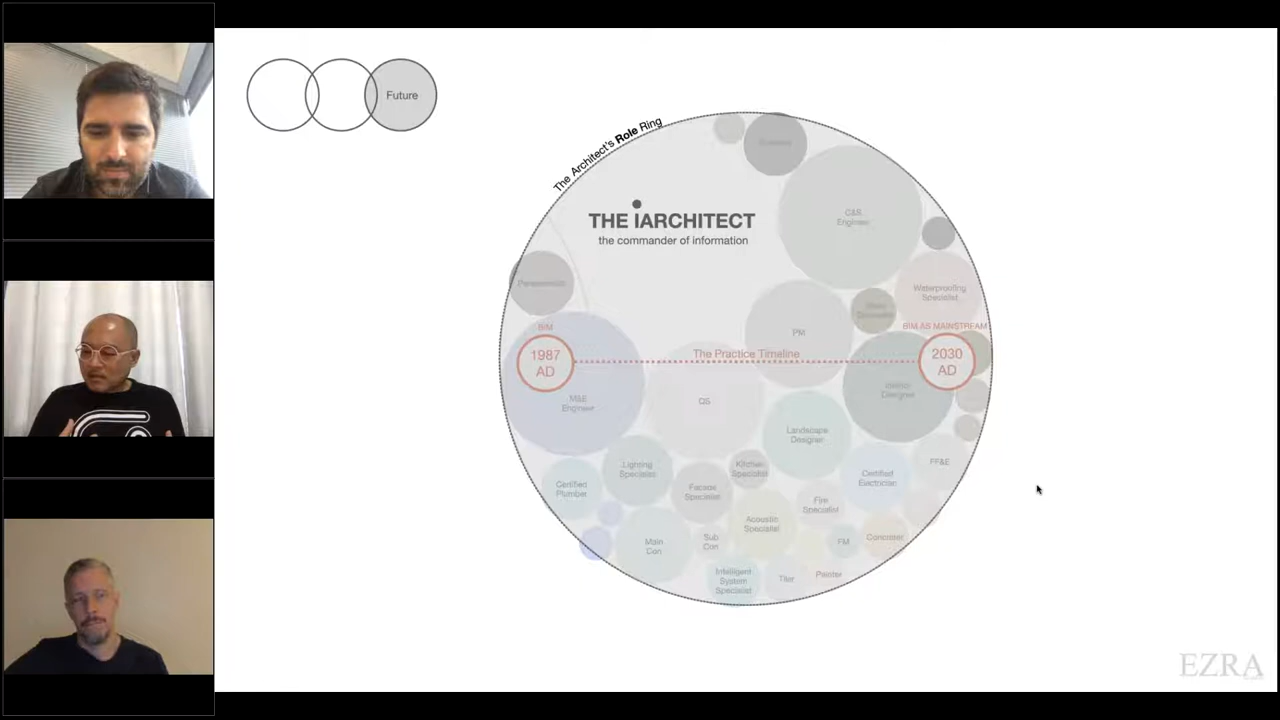 Future
The Architect's Role Ring
THE iARCHITECT
the commander of information
C&S
Engineer
Waterproofing
Specialist
PM
BIM
BIM AS MAINSTREAM
1987
AD
The Practice Timeline
2030
AD
M&E
Engineer
QS
Interior
Designer
Landscape
Designer
Lighting
Specialist
Kitchen
Specialist
Certified
Plumber
Facade
Specialist
Certified
Electrician
FF&E
Fire
Specialist
Acoustic
Specialist
Main
Con
Sub
Con
FM
Concreter
Intelligent
System
Specialist
Tiler
Painter
EZRA